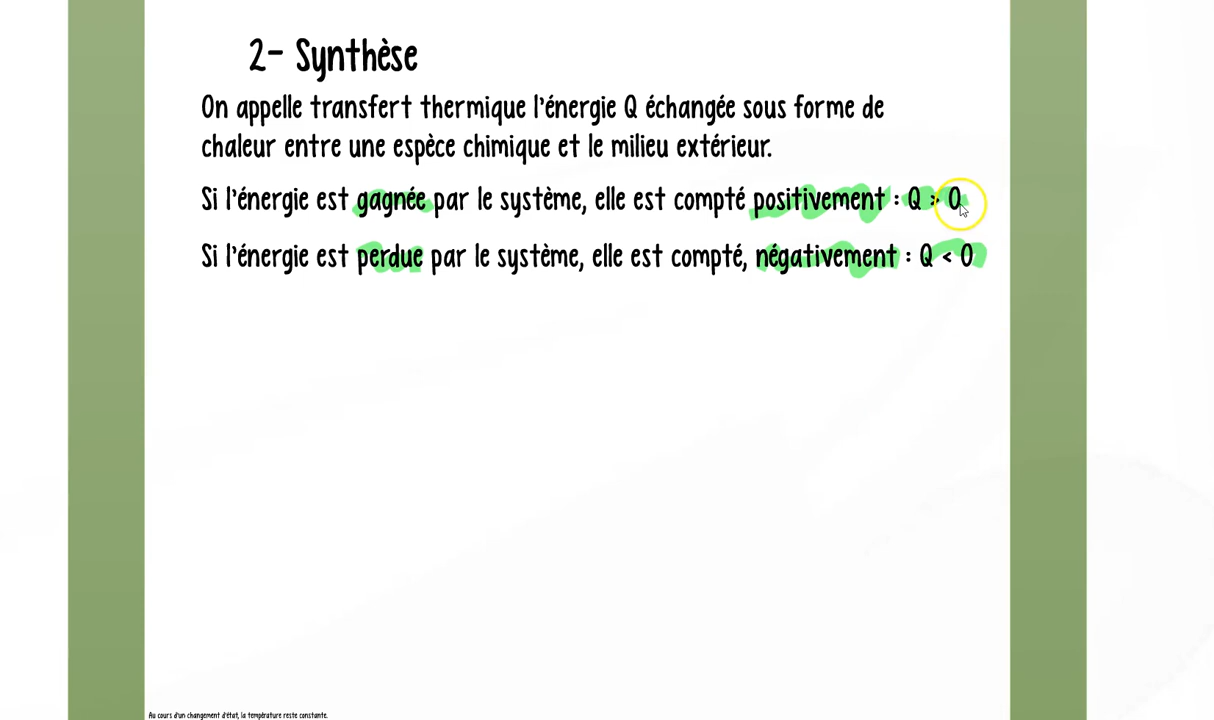 2- Synthèse
On appelle transfert thermique l'énergie Q échangée sous forme de
chaleur entre une espèce chimique et le milieu extérieur.
Si l'énergie est gagnée par le système, elle est compté positivement : Q > 0
Si l'énergie est perdue par le système, elle est compté, négativement : Q < 0
Au cours d'un changement d'état, la température reste constante.